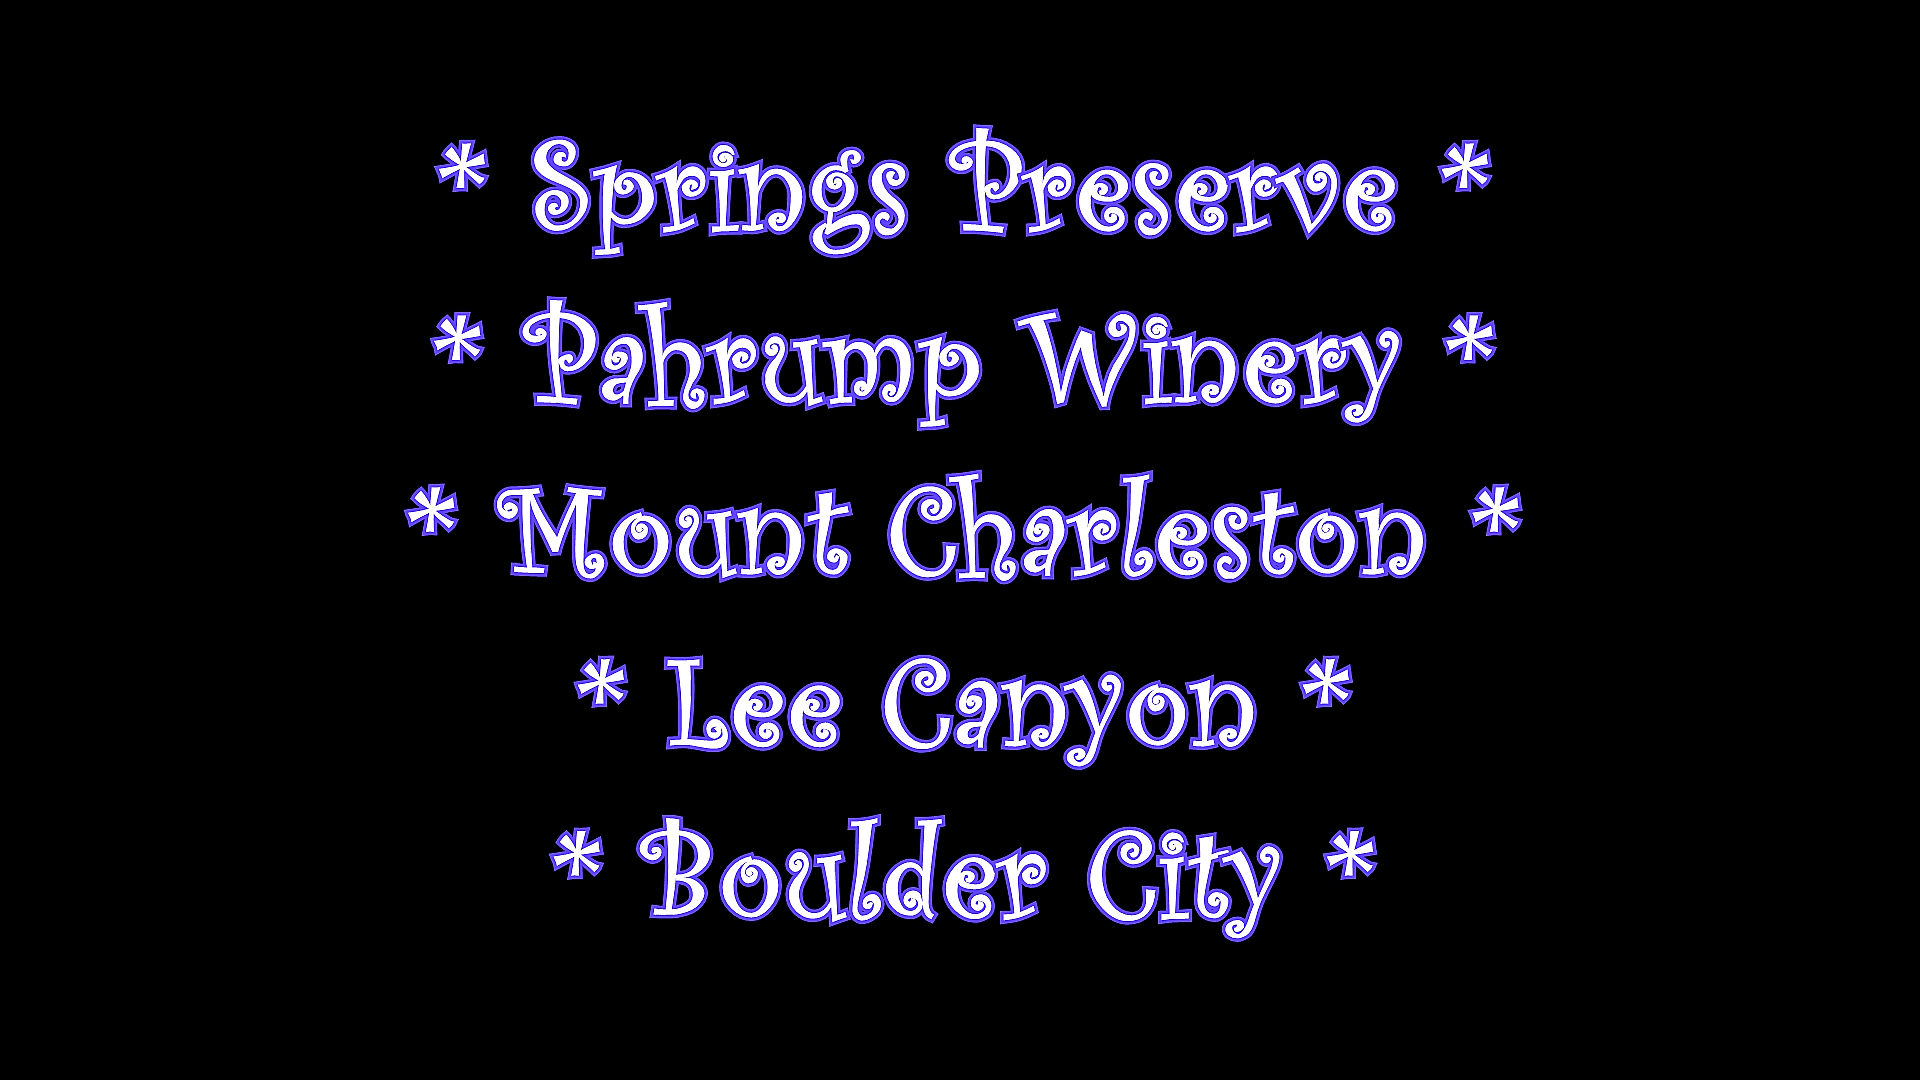 * Springs Preserve *
* Pahrump Winery *
* Mount Charleston *
* Lee Canyon *
* Boulder City *